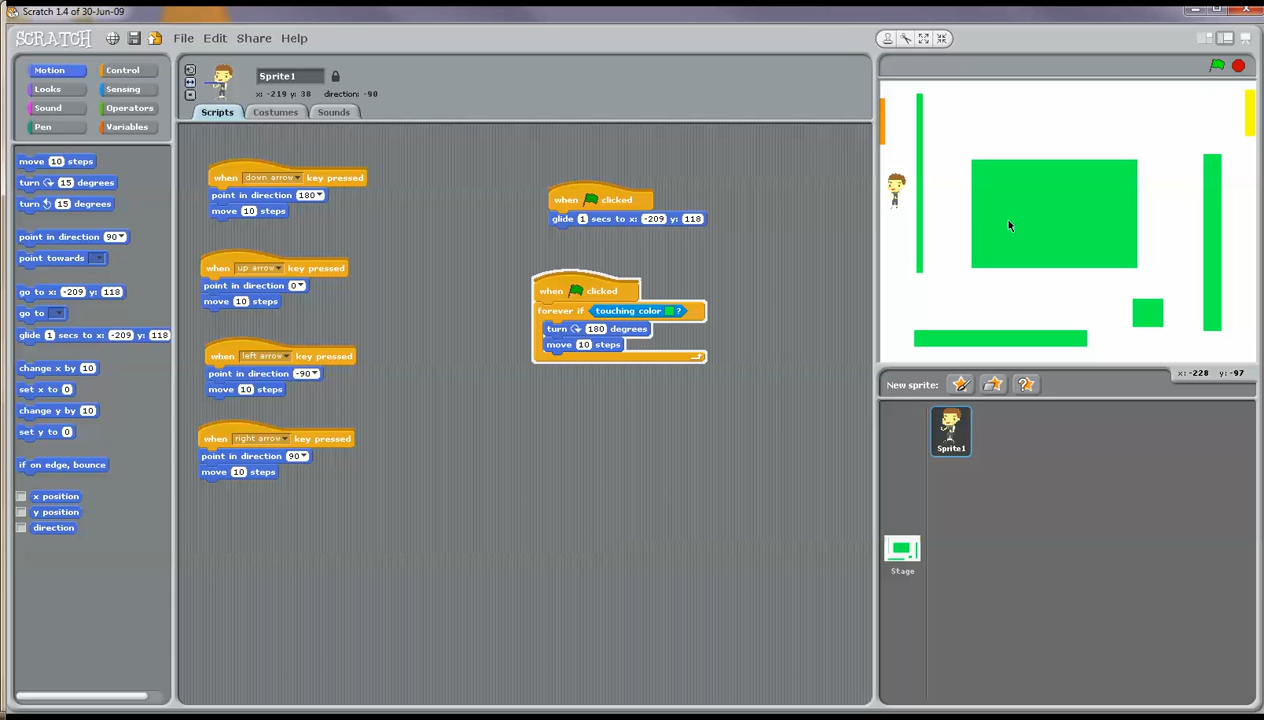 Scratch 1.4 of 30-Jun-09
SCRATCH File Edit Share Help
Motion Control
Looks Sensing
Sound Operators
Pen Variables
move 10 steps
turn 15 degrees
turn 15 degrees
point in direction 90
point towards
go to x: -209 y: 118
go to
glide 1 secs to x: -209 y: 118
change x by 10
set x to 0
change y by 10
set y to 0
if on edge, bounce
x position
y position
direction
Sprite1
x: -219 y: 38 direction: -90
Scripts Costumes Sounds
when down arrow key pressed
point in direction 180
move 10 steps
when up arrow key pressed
point in direction 0
move 10 steps
when left arrow key pressed
point in direction -90
move 10 steps
when right arrow key pressed
point in direction 90
move 10 steps
when clicked
glide 1 secs to x: -209 y: 118
when clicked
forever if touching color ?
turn 180 degrees
move 10 steps
x: -228 y: -97
New sprite:
Sprite1
Stage